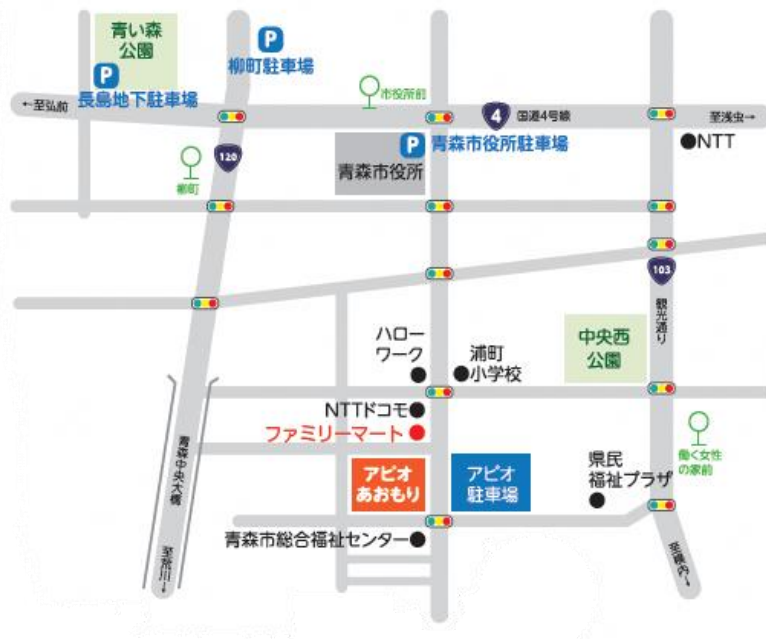 青い森
公園
P
柳町駐車場
P
長島地下駐車場
←至弘前
市役所前
4
国道4号線
至浅虫→
P
青森市役所駐車場
NTT
120
青森市役所
柳町
103
観光通り
ハロー
ワーク
浦町
小学校
中央西
公園
NTTドコモ
ファミリーマート
青森中央大橋
アピオ
あおもり
アピオ
駐車場
県民
福祉プラザ
働く女性
の家前
青森市総合福祉センター
至荒川→
至横内→